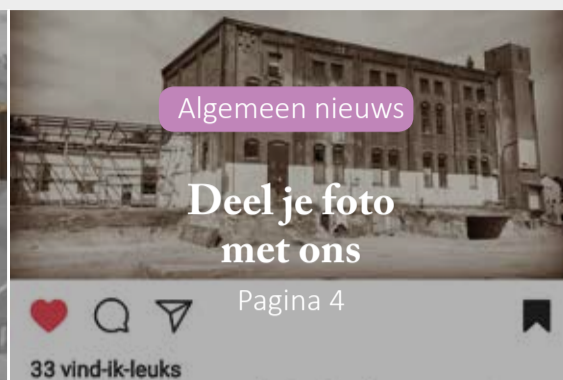 Algemeen nieuws
Deel je foto
met ons
Pagina 4
33 vind-ik-leuks